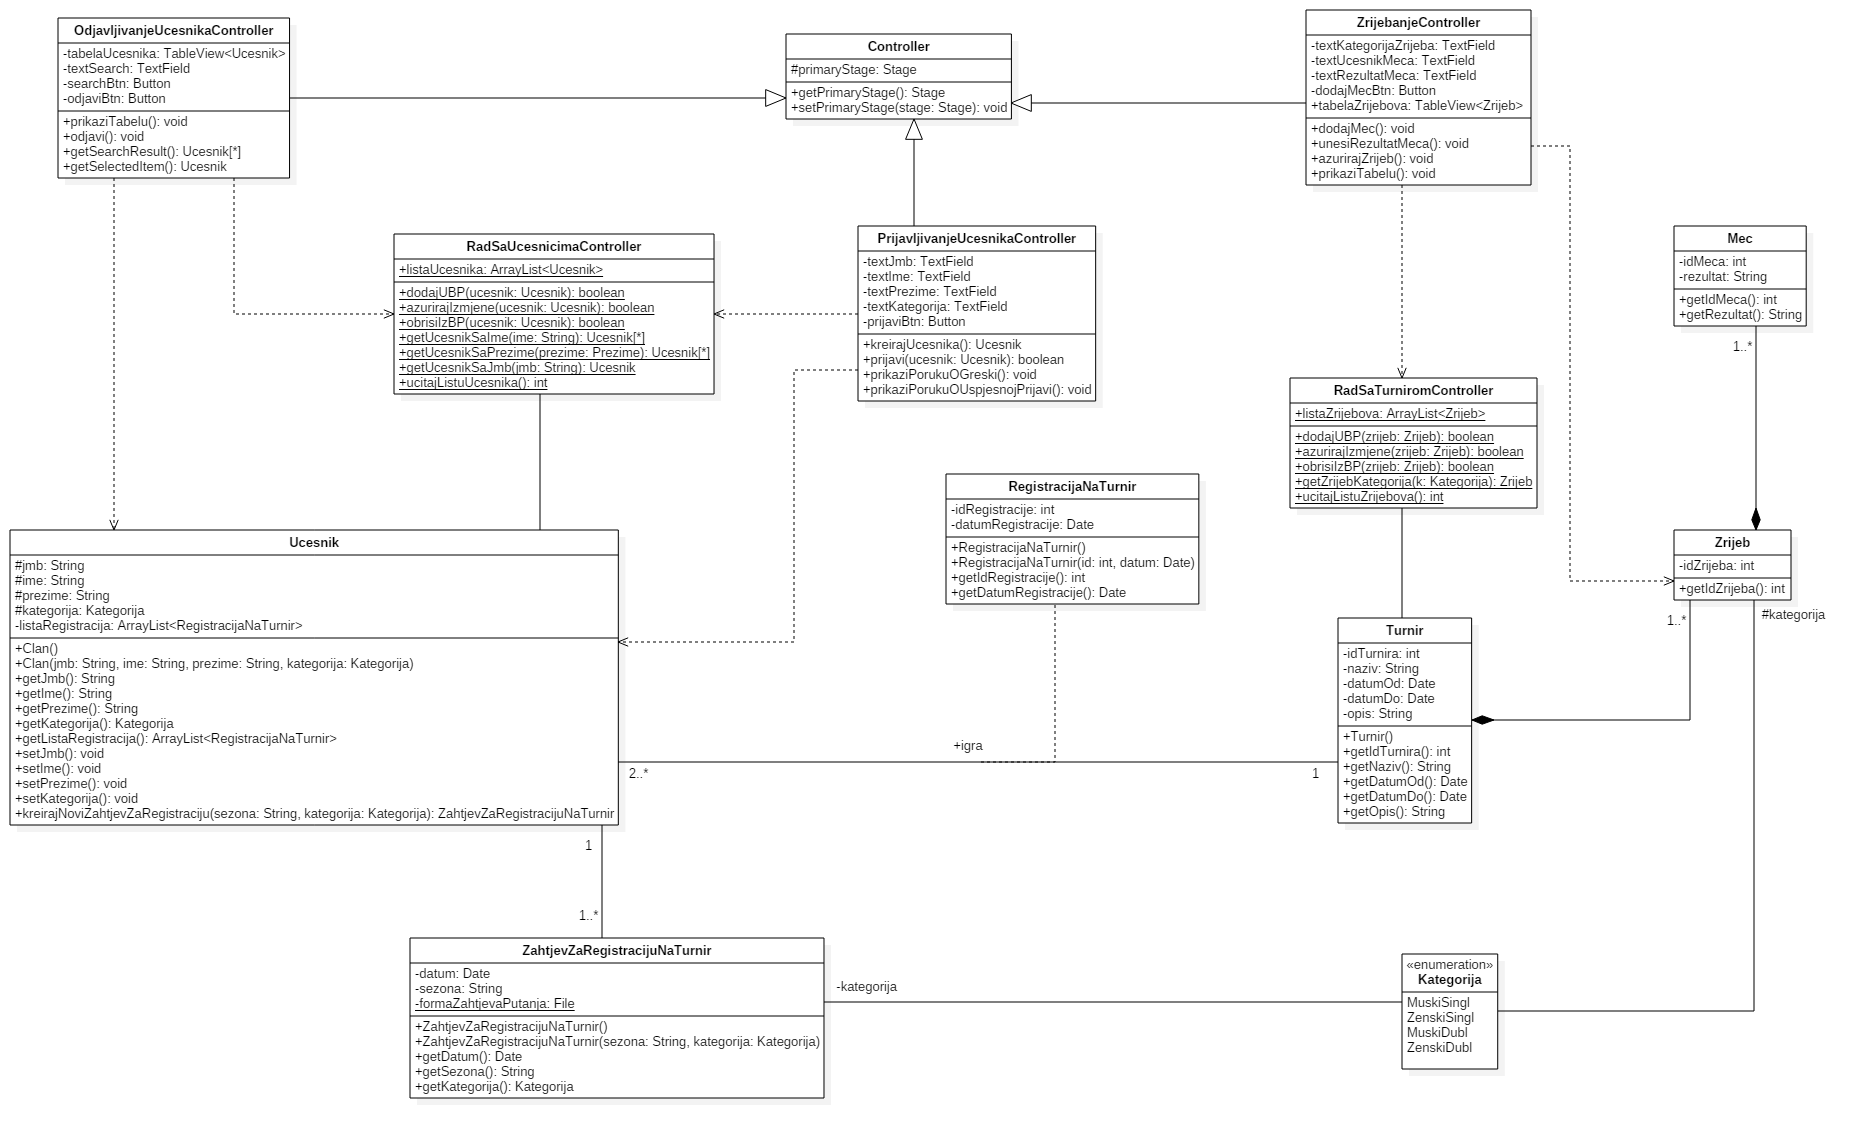 OdjavljivanjeUcesnikaController
-tabelaUcesnika: TableView<Ucesnik>
-textSearch: TextField
-searchBtn: Button
-odjaviBtn: Button
+prikaziTabelu(): void
+odjavi(): void
+getSearchResult(): Ucesnik[*]
+getSelectedItem(): Ucesnik
Controller
#primaryStage: Stage
+getPrimaryStage(): Stage
+setPrimaryStage(stage: Stage): void
ZrijebanjeController
-textKategorijaZrijeba: TextField
-textUcesnikMeca: TextField
-textRezultatMeca: TextField
-dodajMecBtn: Button
+tabelaZrijebova: TableView<Zrijeb>
+dodajMec(): void
+unesiRezultatMeca(): void
+azurirajZrijeb(): void
+prikaziTabelu(): void
RadSaUcesnicimaController
+listaUcesnika: ArrayList<Ucesnik>
+dodajUBP(ucesnik: Ucesnik): boolean
+azurirajIzmjene(ucesnik: Ucesnik): boolean
+obrisiIzBP(ucesnik: Ucesnik): boolean
+getUcesnikSaIme(ime: String): Ucesnik[*]
+getUcesnikSaPrezime(prezime: Prezime): Ucesnik[*]
+getUcesnikSaJmb(jmb: String): Ucesnik
+ucitajListuUcesnika(): int
PrijavljivanjeUcesnikaController
-textJmb: TextField
-textIme: TextField
-textPrezime: TextField
-textKategorija: TextField
-prijaviBtn: Button
+kreirajUcesnika(): Ucesnik
+prijavi(ucesnik: Ucesnik): boolean
+prikaziPorukuOGreski(): void
+prikaziPorukuOUspjesnojPrijavi(): void
Mec
-idMeca: int
-rezultat: String
+getIdMeca(): int
+getRezultat(): String
1..*
RadSaTurniromController
+listaZrijebova: ArrayList<Zrijeb>
+dodajUBP(zrijeb: Zrijeb): boolean
+azurirajIzmjene(zrijeb: Zrijeb): boolean
+obrisiIzBP(zrijeb: Zrijeb): boolean
+getZrijebKategorija(k: Kategorija): Zrijeb
+ucitajListuZrijebova(): int
RegistracijaNaTurnir
-idRegistracije: int
-datumRegistracije: Date
+RegistracijaNaTurnir()
+RegistracijaNaTurnir(id: int, datum: Date)
+getIdRegistracije(): int
+getDatumRegistracije(): Date
Zrijeb
-idZrijeba: int
+getIdZrijeba(): int
1..*
#kategorija
Ucesnik
#jmb: String
#ime: String
#prezime: String
#kategorija: Kategorija
-listaRegistracija: ArrayList<RegistracijaNaTurnir>
+Clan()
+Clan(jmb: String, ime: String, prezime: String, kategorija: Kategorija)
+getJmb(): String
+getIme(): String
+getPrezime(): String
+getKategorija(): Kategorija
+getListaRegistracija(): ArrayList<RegistracijaNaTurnir>
+setJmb(): void
+setIme(): void
+setPrezime(): void
+setKategorija(): void
+kreirajNoviZahtjevZaRegistraciju(sezona: String, kategorija: Kategorija): ZahtjevZaRegistracijuNaTurnir
Turnir
-idTurnira: int
-naziv: String
-datumOd: Date
-datumDo: Date
-opis: String
+Turnir()
+getIdTurnira(): int
+getNaziv(): String
+getDatumOd(): Date
+getDatumDo(): Date
+getOpis(): String
+igra
2..*
1
1
1..*
ZahtjevZaRegistracijuNaTurnir
-datum: Date
-sezona: String
-formaZahtjevaPutanja: File
+ZahtjevZaRegistracijuNaTurnir()
+ZahtjevZaRegistracijuNaTurnir(sezona: String, kategorija: Kategorija)
+getDatum(): Date
+getSezona(): String
+getKategorija(): Kategorija
-kategorija
«enumeration»
Kategorija
MuskiSingl
ZenskiSingl
MuskiDubl
ZenskiDubl